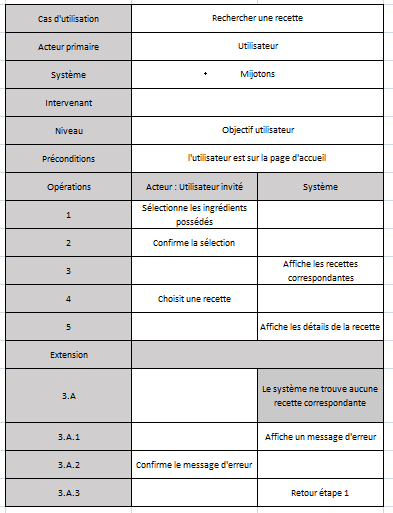 Cas d'utilisation Rechercher une recette
Acteur primaire Utilisateur
Système Mijotons
Intervenant
Niveau Objectif utilisateur
Préconditions l'utilisateur est sur la page d'accueil
Opérations Acteur : Utilisateur invité Système
1 Sélectionne les ingrédients
possédés
2 Confirme la sélection
3 Affiche les recettes
correspondantes
4 Choisit une recette
5 Affiche les détails de la recette
Extension
3.A Le système ne trouve aucune
recette correspondante
3.A.1 Affiche un message d'erreur
3.A.2 Confirme le message d'erreur
3.A.3 Retour étape 1